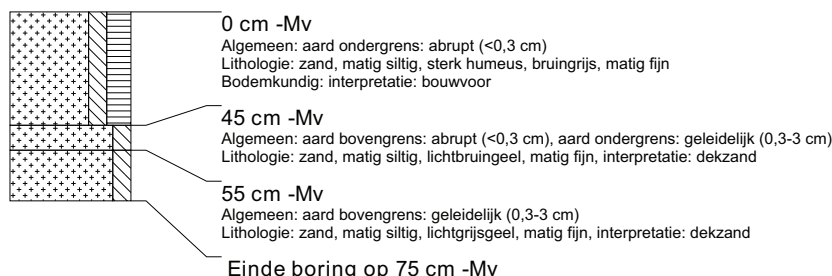 0 cm -Mv
Algemeen: aard ondergrens: abrupt (<0,3 cm)
Lithologie: zand, matig siltig, sterk humeus, bruingrijs, matig fijn
Bodemkundig: interpretatie: bouwvoor
45 cm -Mv
Algemeen: aard bovengrens: abrupt (<0,3 cm), aard ondergrens: geleidelijk (0,3-3 cm)
Lithologie: zand, matig siltig, lichtbruingeel, matig fijn, interpretatie: dekzand
55 cm -Mv
Algemeen: aard bovengrens: geleidelijk (0,3-3 cm)
Lithologie: zand, matig siltig, lichtgrijsgeel, matig fijn, interpretatie: dekzand
Einde boring op 75 cm -Mv